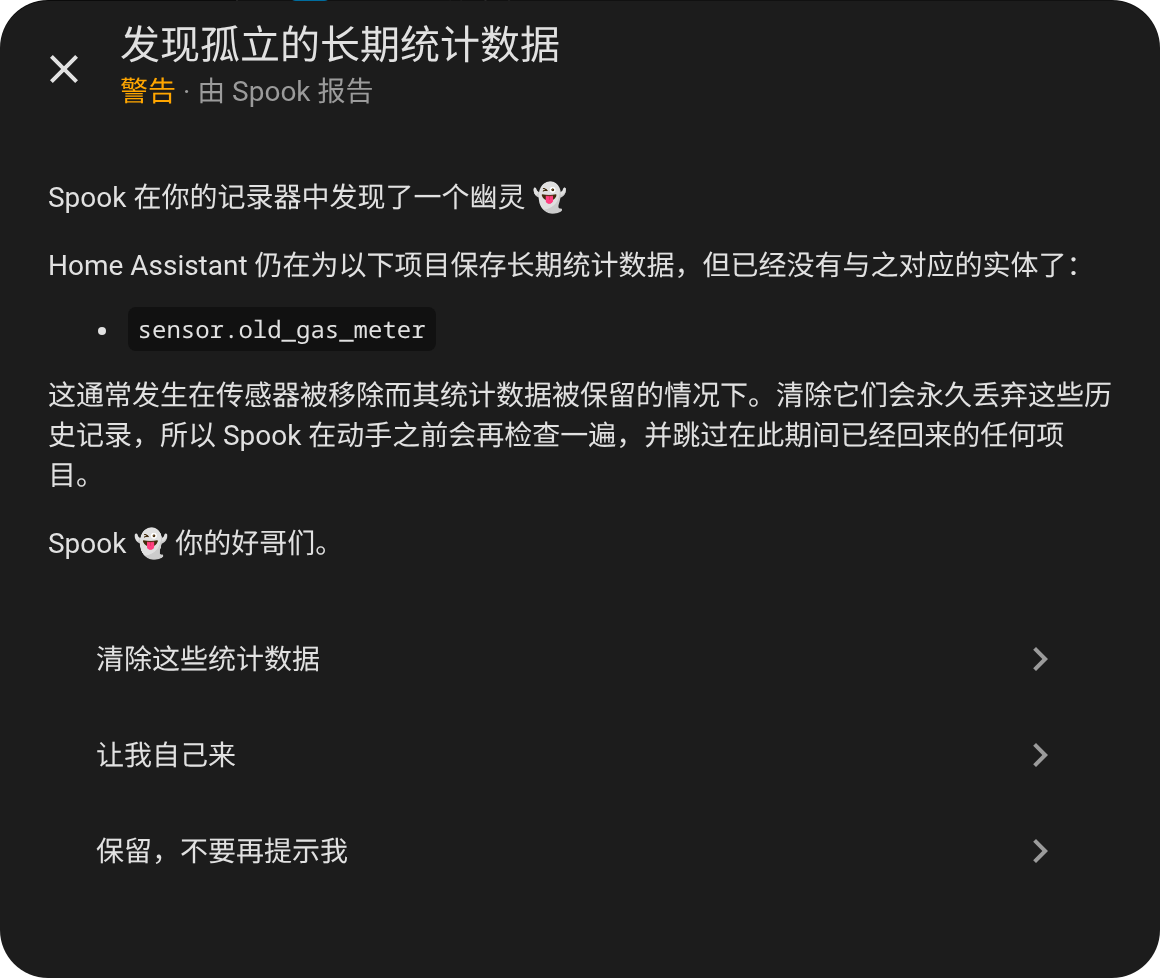 发现孤立的长期统计数据
警告 · 由 Spook 报告
Spook 在你的记录器中发现了一个幽灵 👻
Home Assistant 仍在为以下项目保存长期统计数据，但已经没有与之对应的实体了：
• sensor.old_gas_meter
这通常发生在传感器被移除而其统计数据被保留的情况下。清除它们会永久丢弃这些历
史记录，所以 Spook 在动手之前会再检查一遍，并跳过在此期间已经回来的任何项
目。
Spook 👻 你的好哥们。
清除这些统计数据
让我自己来
保留，不要再提示我